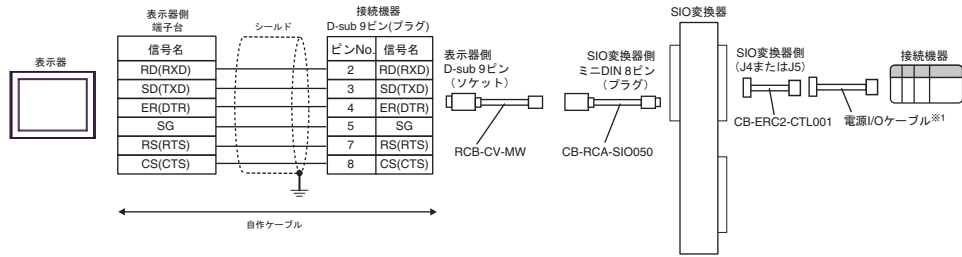 表示器
表示器側
端子台
シールド
接続機器
D-sub 9ピン(プラグ)
信号名
ピンNo. 信号名
RD(RXD) 2 RD(RXD)
SD(TXD) 3 SD(TXD)
ER(DTR) 4 ER(DTR)
SG 5 SG
RS(RTS) 7 RS(RTS)
CS(CTS) 8 CS(CTS)
自作ケーブル
表示器側
D-sub 9ピン
(ソケット)
RCB-CV-MW
SIO変換器側
ミニDIN 8ピン
(プラグ)
CB-RCA-SIO050
SIO変換器
SIO変換器側
(J4またはJ5)
CB-ERC2-CTL001
電源I/Oケーブル※1
接続機器